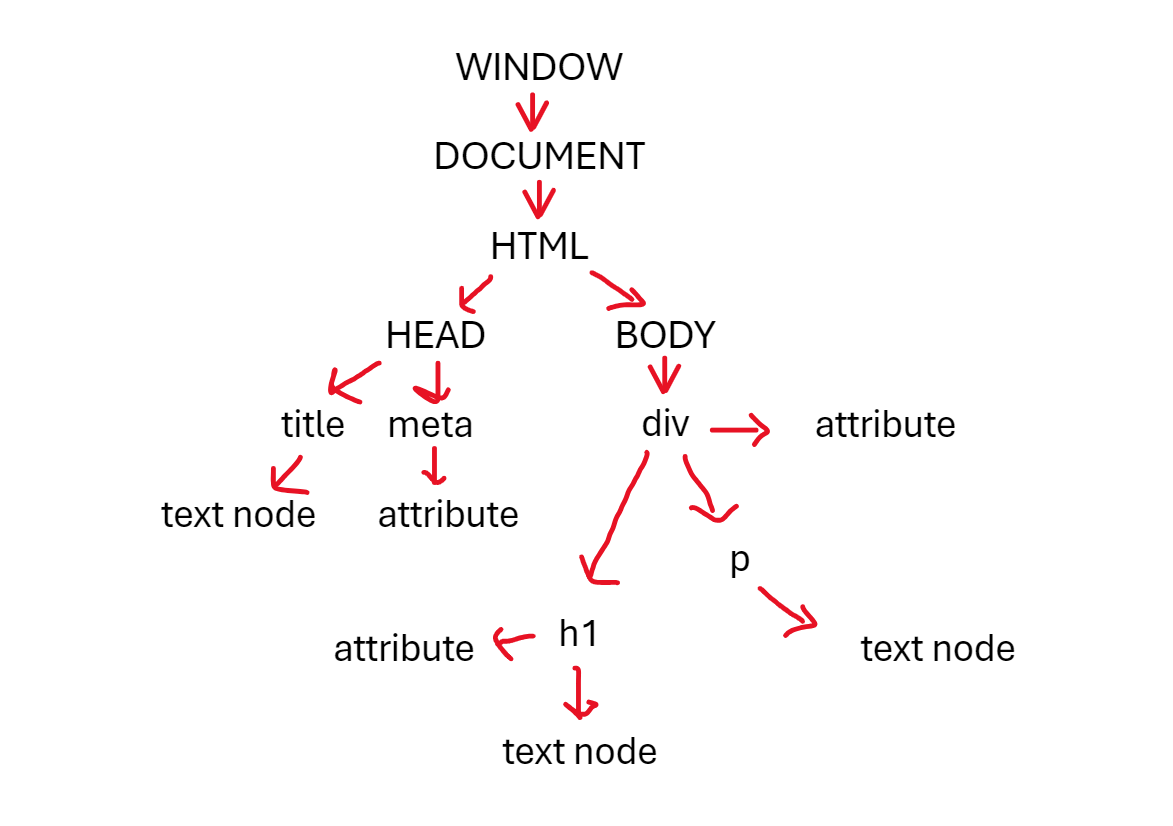 WINDOW
DOCUMENT
HTML
HEAD
BODY
title
meta
div
attribute
text node
attribute
p
h1
attribute
text node
text node